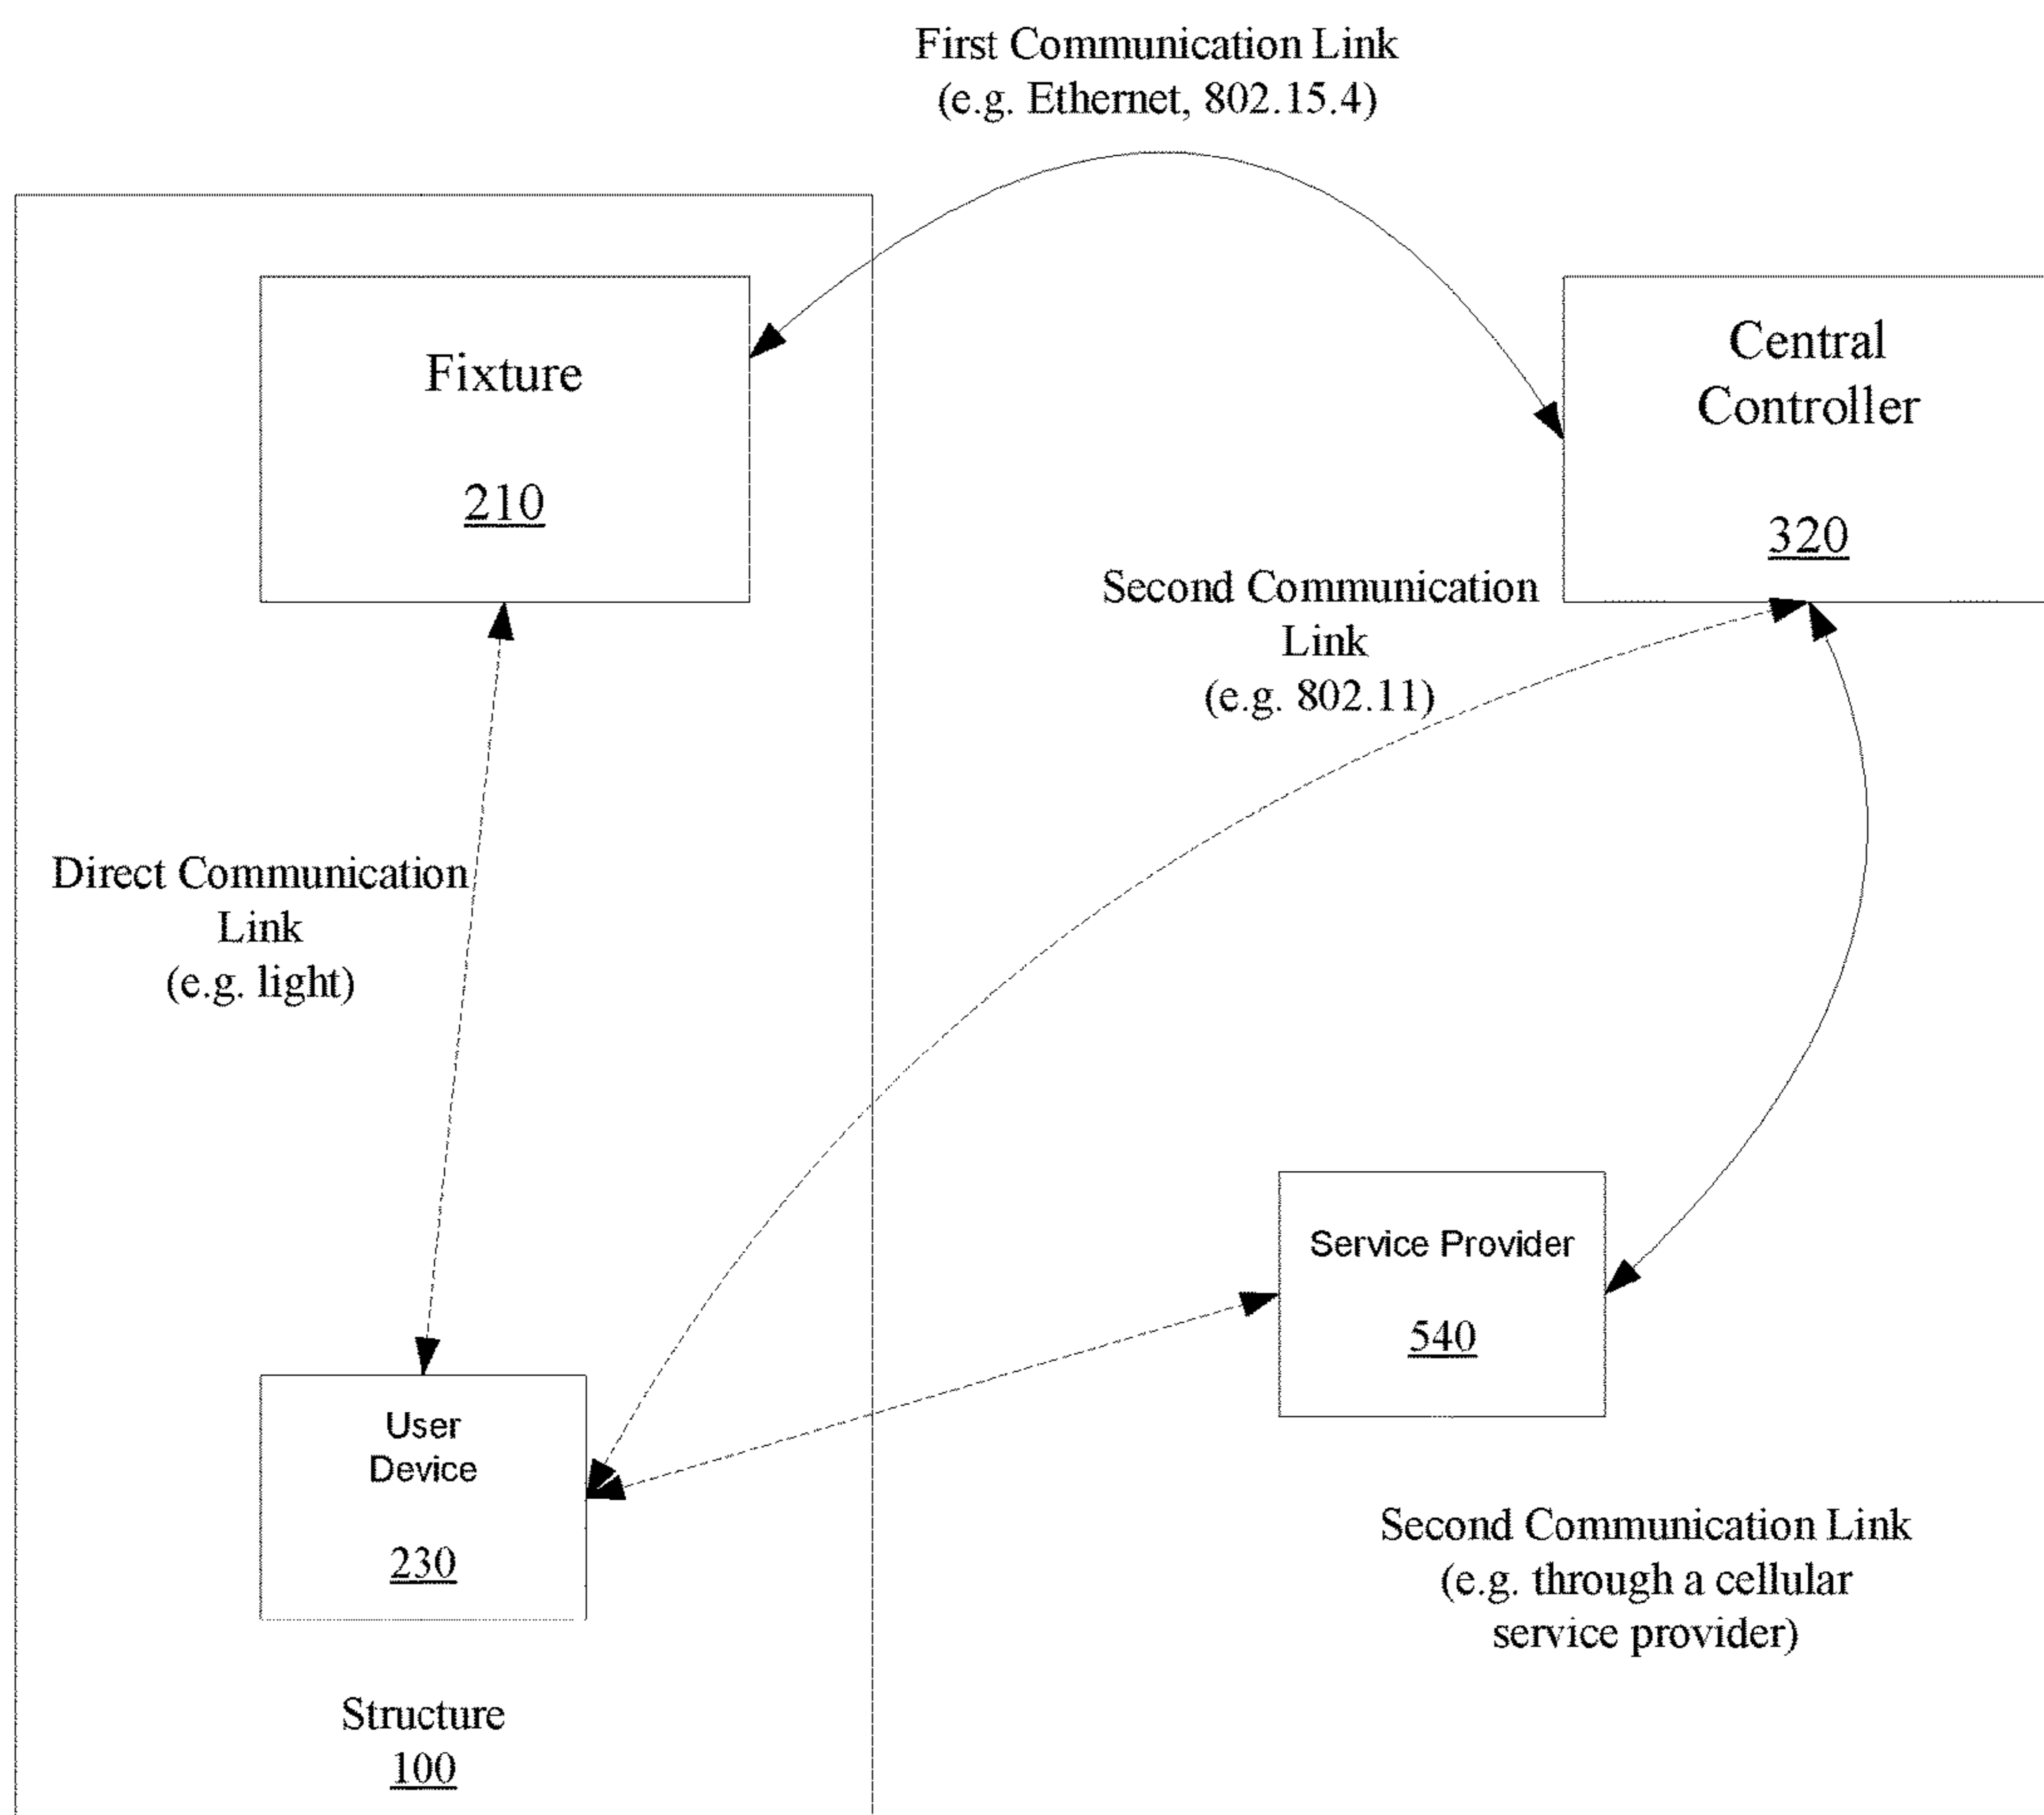 First Communication Link
(e.g. Ethernet, 802.15.4)
Fixture
210
Central
Controller
320
Second Communication
Link
(e.g. 802.11)
Direct Communication
Link
(e.g. light)
Service Provider
540
User
Device
230
Second Communication Link
(e.g. through a cellular
service provider)
Structure
100